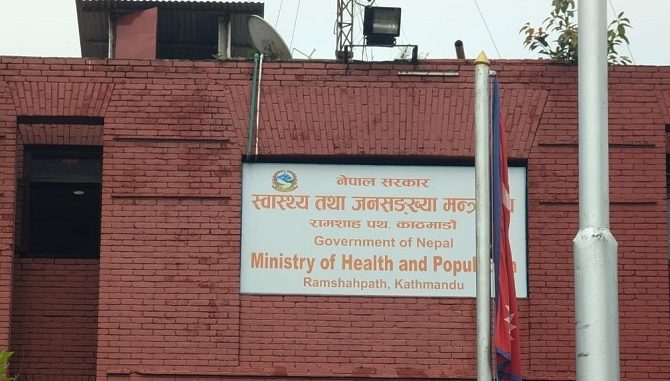 नेपाल सरकार
स्वास्थ्य तथा जनसङ्ख्या
रामशाह पथ, काठमाडौ
Government of Nepal
Ministry of Health and
Ramshahpath, Kathmandu